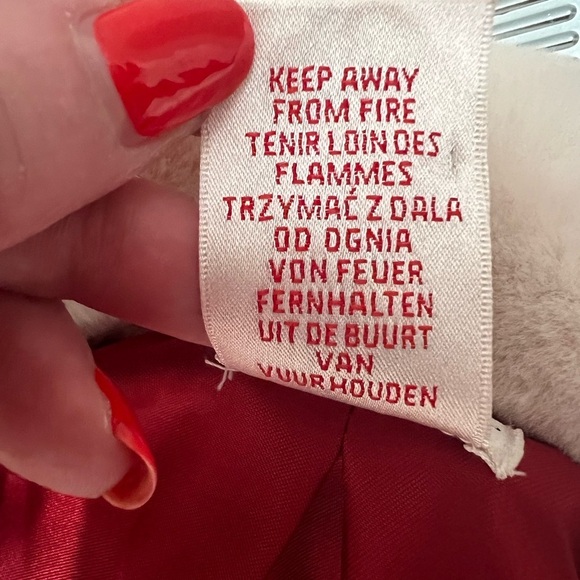 KEEP AWAY
FROM FIRE
TENIR LOIN DES
FLAMMES
TRZYMAĆ Z DALA
OD OGNIA
VON FEUER
FERNHALTEN
UIT DE BUURT
VAN
VUUR HOUDEN